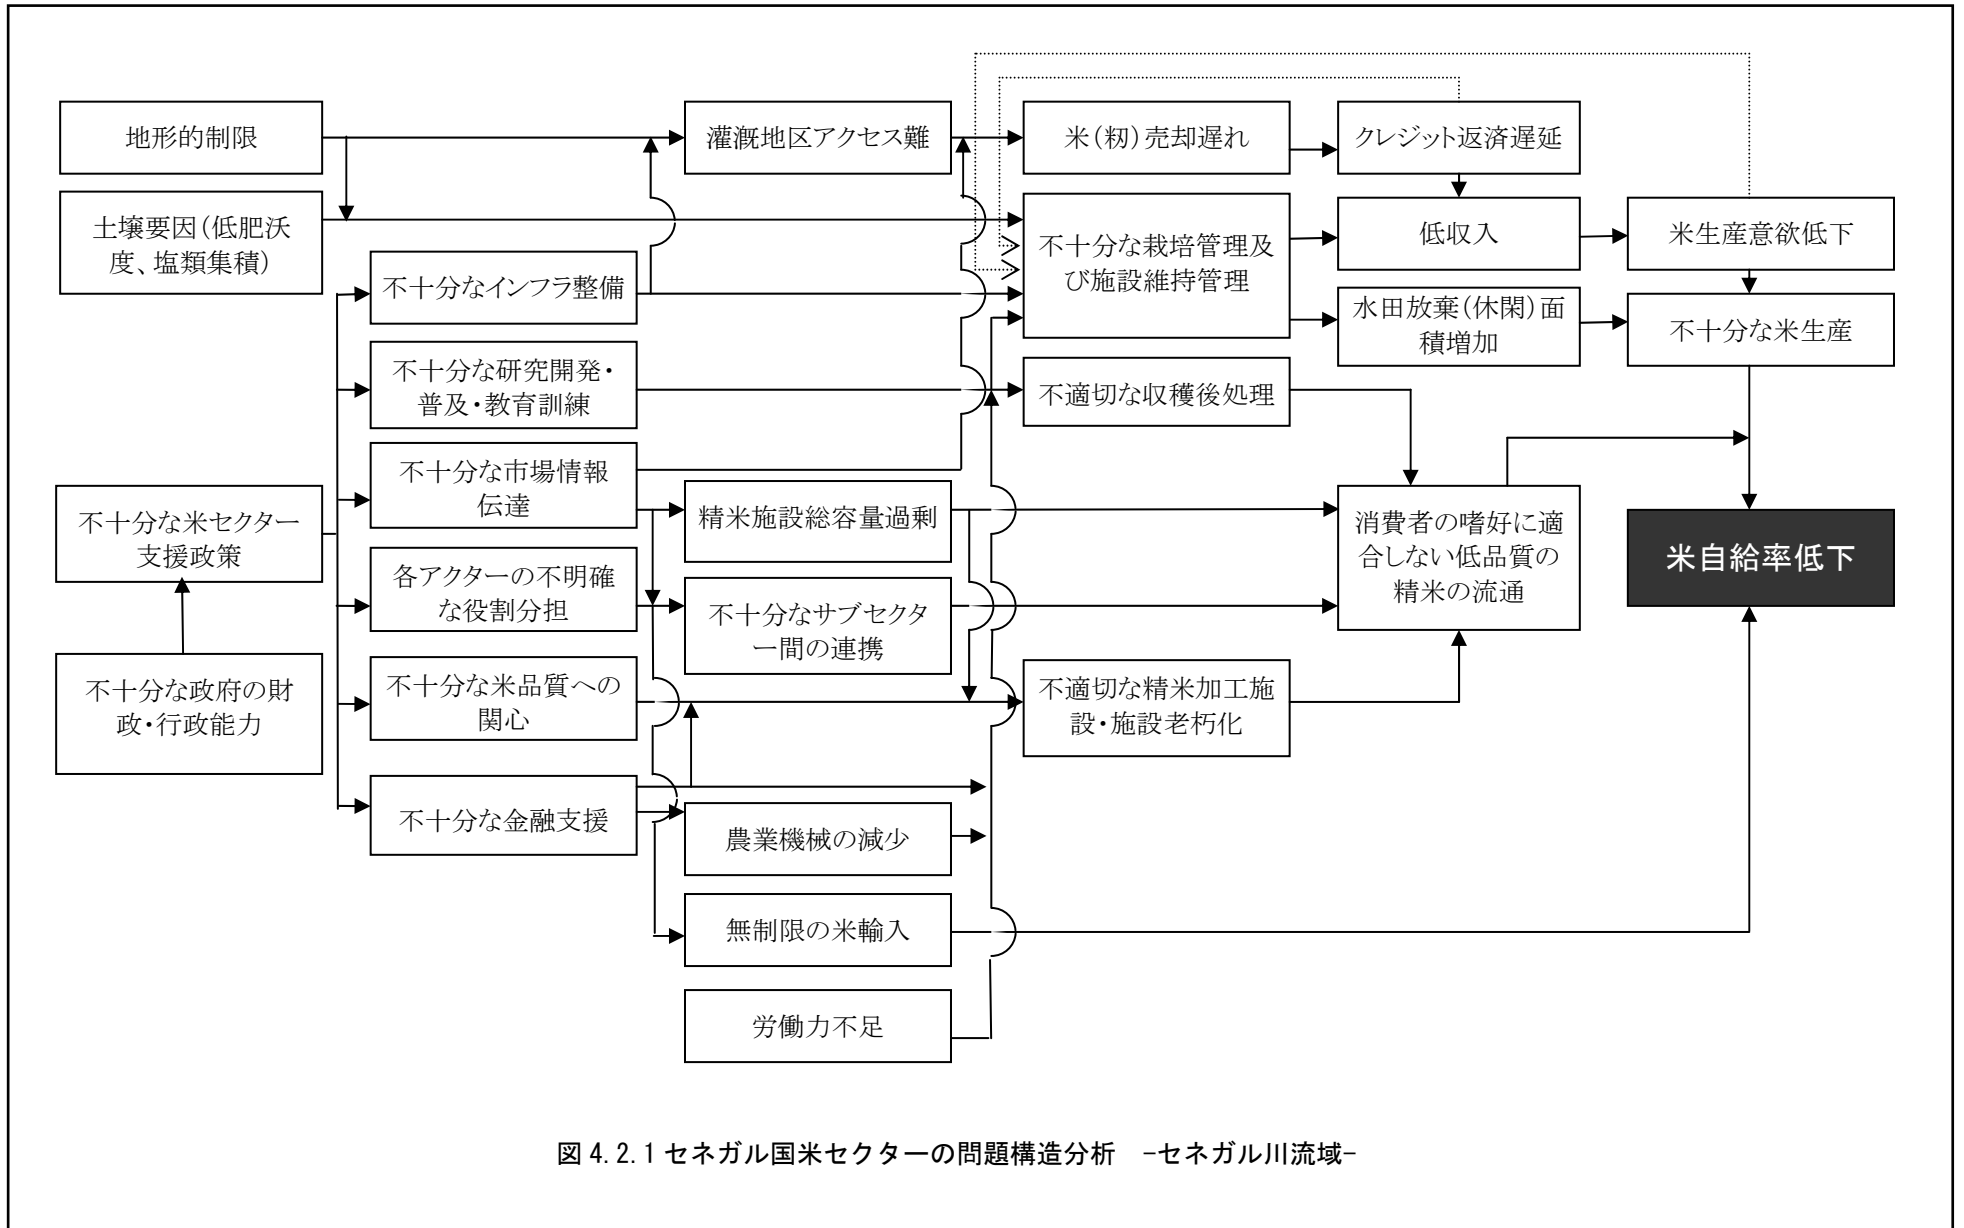 地形的制限
土壌要因（低肥沃
度、塩類集積）
不十分な米セクター
支援政策
不十分な政府の財
政・行政能力
不十分なインフラ整備
不十分な研究開発・
普及・教育訓練
不十分な市場情報
伝達
各アクターの不明確
な役割分担
不十分な米品質への
関心
不十分な金融支援
灌漑地区アクセス難
精米施設総容量過剰
不十分なサブセクタ
ー間の連携
農業機械の減少
無制限の米輸入
労働力不足
米（籾）売却遅れ
不十分な栽培管理及
び施設維持管理
不適切な収穫後処理
不適切な精米加工施
設・施設老朽化
クレジット返済遅延
低収入
水田放棄（休閑）面
積増加
消費者の嗜好に適
合しない低品質の
精米の流通
米生産意欲低下
不十分な米生産
米自給率低下
図 4.2.1 セネガル国米セクターの問題構造分析　-セネガル川流域-